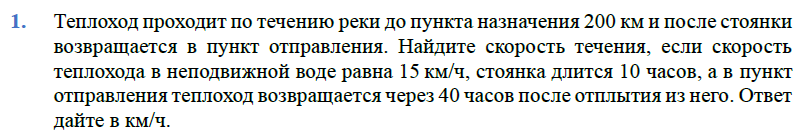 1. Теплоход проходит по течению реки до пункта назначения 200 км и после стоянки
возвращается в пункт отправления. Найдите скорость течения, если скорость
теплохода в неподвижной воде равна 15 км/ч, стоянка длится 10 часов, а в пункт
отправления теплоход возвращается через 40 часов после отплытия из него. Ответ
дайте в км/ч.